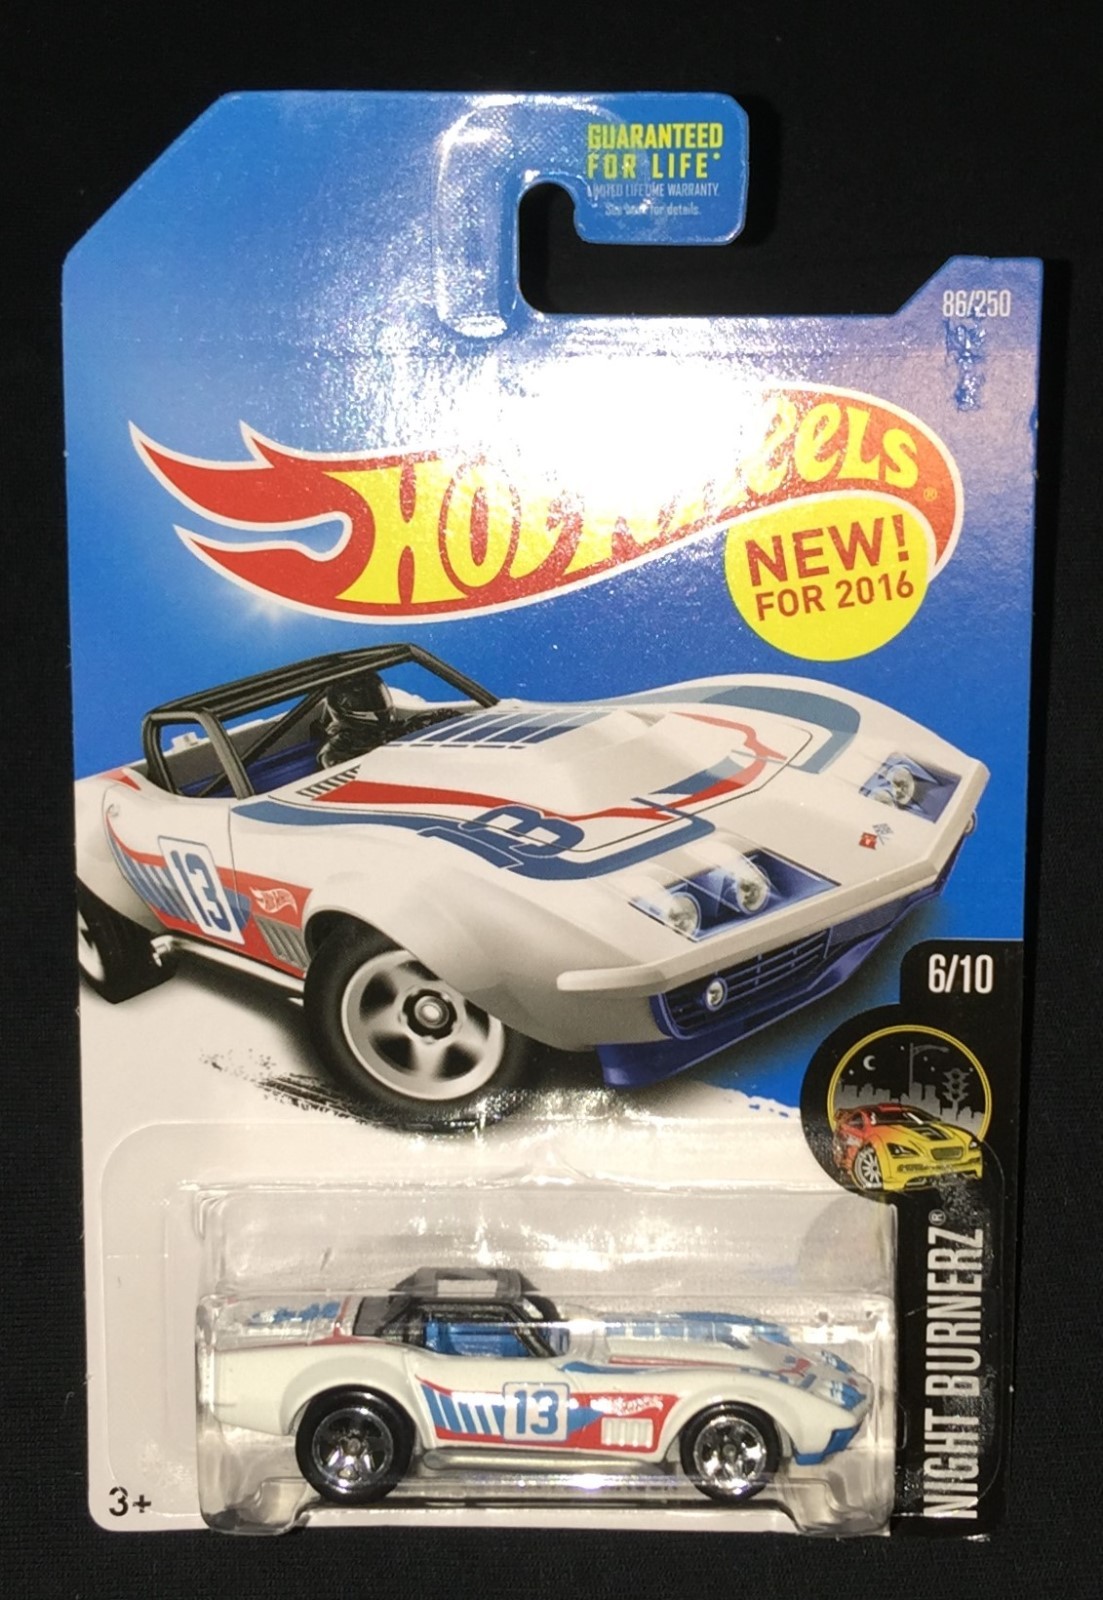 GUARANTEED
FOR LIFE*
LIMITED LIFETIME WARRANTY.
See back for details.
86/250
Hot Wheels®
NEW!
FOR 2016
13
13
6/10
NIGHT BURNERZ®
13
3+